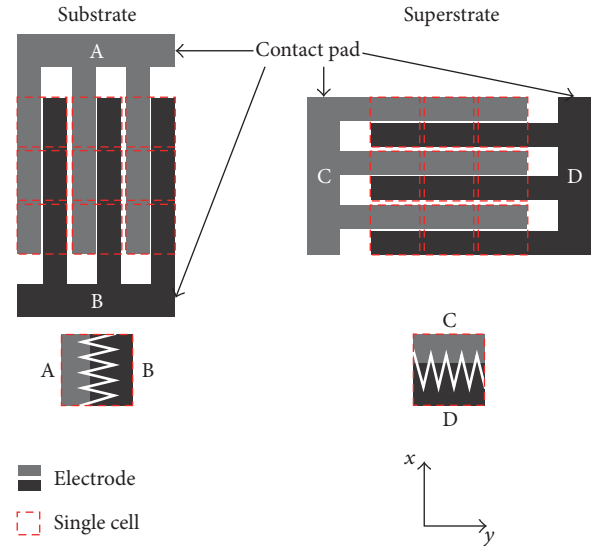 Substrate
Superstrate
A
Contact pad
C
D
B
A
B
C
D
Electrode
Single cell
x
y